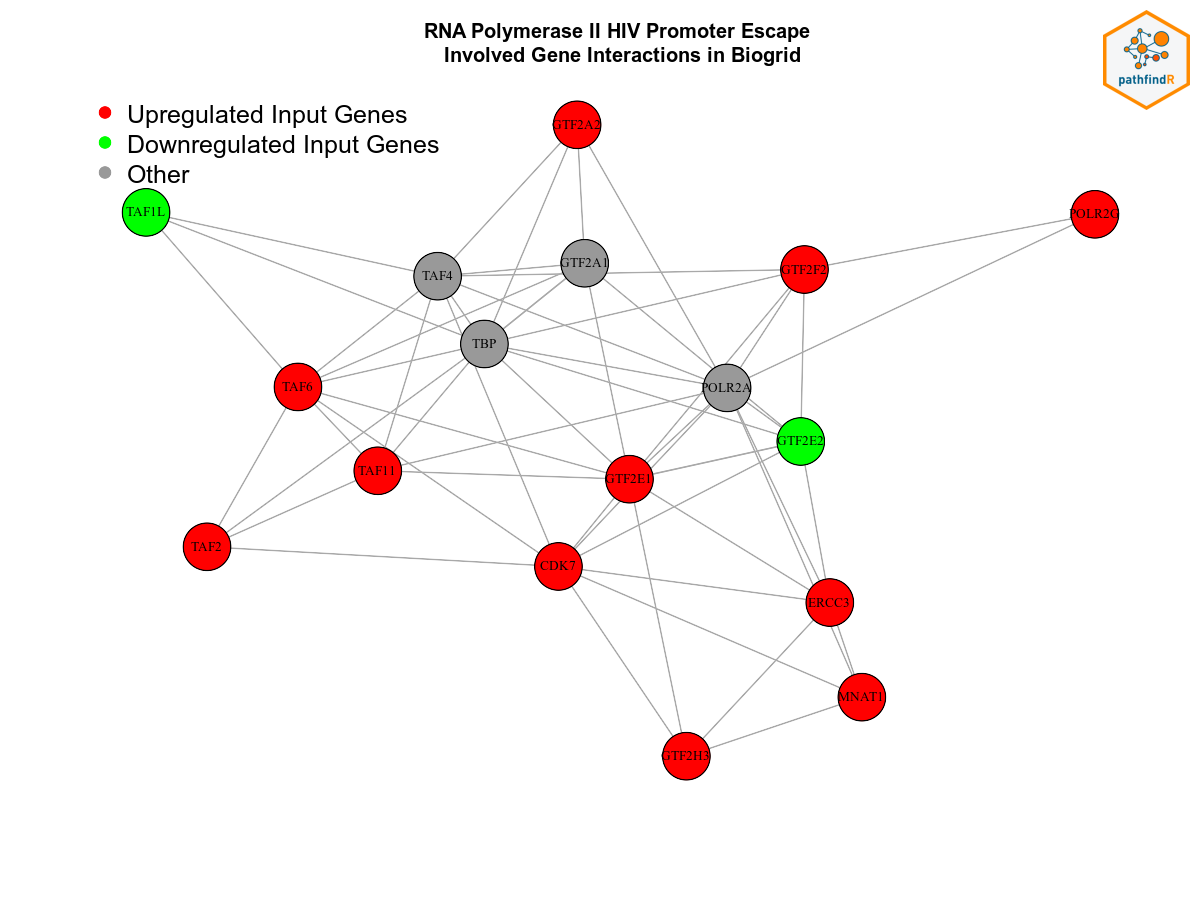 RNA Polymerase II HIV Promoter Escape
Involved Gene Interactions in Biogrid
pathfindR
Upregulated Input Genes
Downregulated Input Genes
Other
GTF2A2
TAF1L
POLR2G
GTF2A1
GTF2F2
TAF4
TBP
TAF6
POLR2A
GTF2E2
TAF11
GTF2E1
TAF2
CDK7
ERCC3
MNAT1
GTF2H3